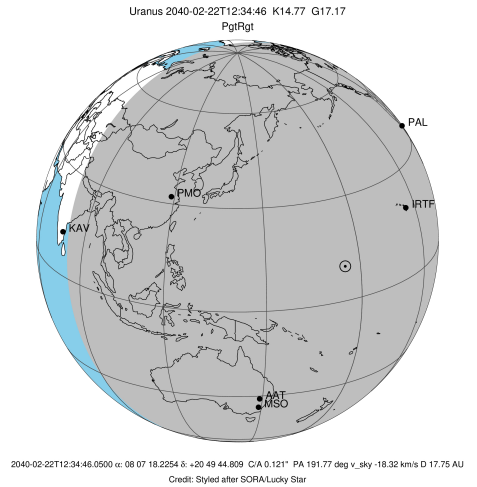 Uranus 2040-02-22T12:34:46 K14.77 G17.17
PgtRgt
PAL
PMO
IRTF
KAV
AAT
MSO
2040-02-22T12:34:46.0500 α: 08 07 18.2254 δ: +20 49 44.809 C/A 0.121" PA 191.77 deg v_sky -18.32 km/s D 17.75 AU
Credit: Styled after SORA/Lucky Star